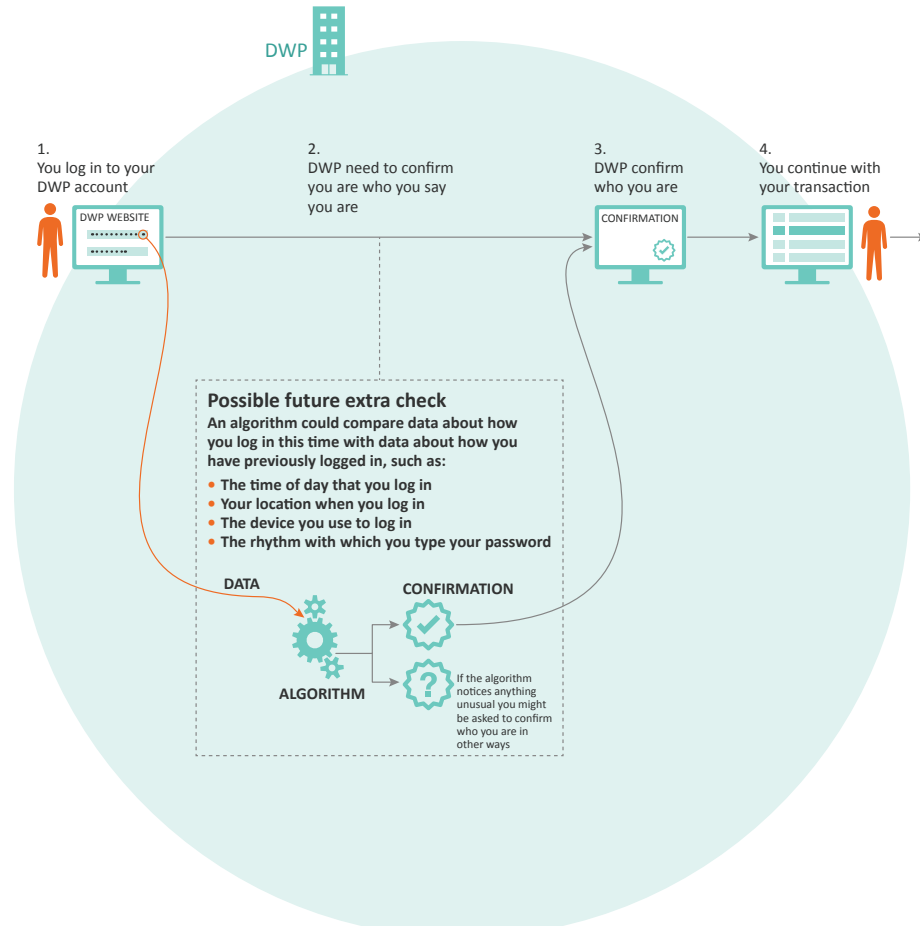 DWP
1.
You log in to your
DWP account
2.
DWP need to confirm
you are who you say
you are
3.
DWP confirm
who you are
4.
You continue with
your transaction
DWP WEBSITE
CONFIRMATION
Possible future extra check
An algorithm could compare data about how
you log in this time with data about how you
have previously logged in, such as:
• The time of day that you log in
• Your location when you log in
• The device you use to log in
• The rhythm with which you type your password
DATA
CONFIRMATION
ALGORITHM
?
If the algorithm
notices anything
unusual you might
be asked to confirm
who you are in
other ways